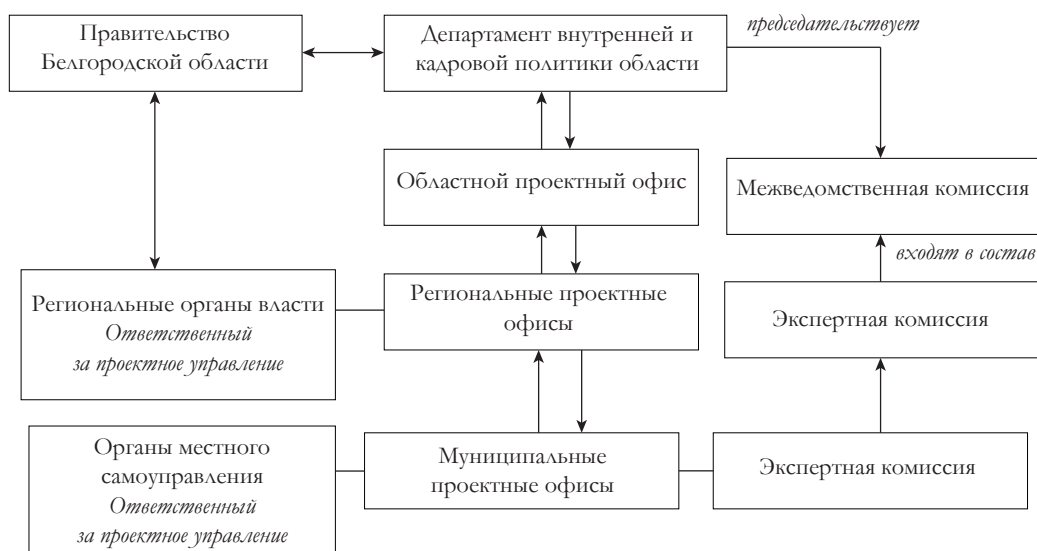 Правительство
Белгородской области
Департамент внутренней и
кадровой политики области
председательствует
Областной проектный офис
Межведомственная комиссия
входят в состав
Региональные органы власти
Ответственный
за проектное управление
Региональные проектные
офисы
Экспертная комиссия
Органы местного
самоуправления
Ответственный
за проектное управление
Муниципальные
проектные офисы
Экспертная комиссия